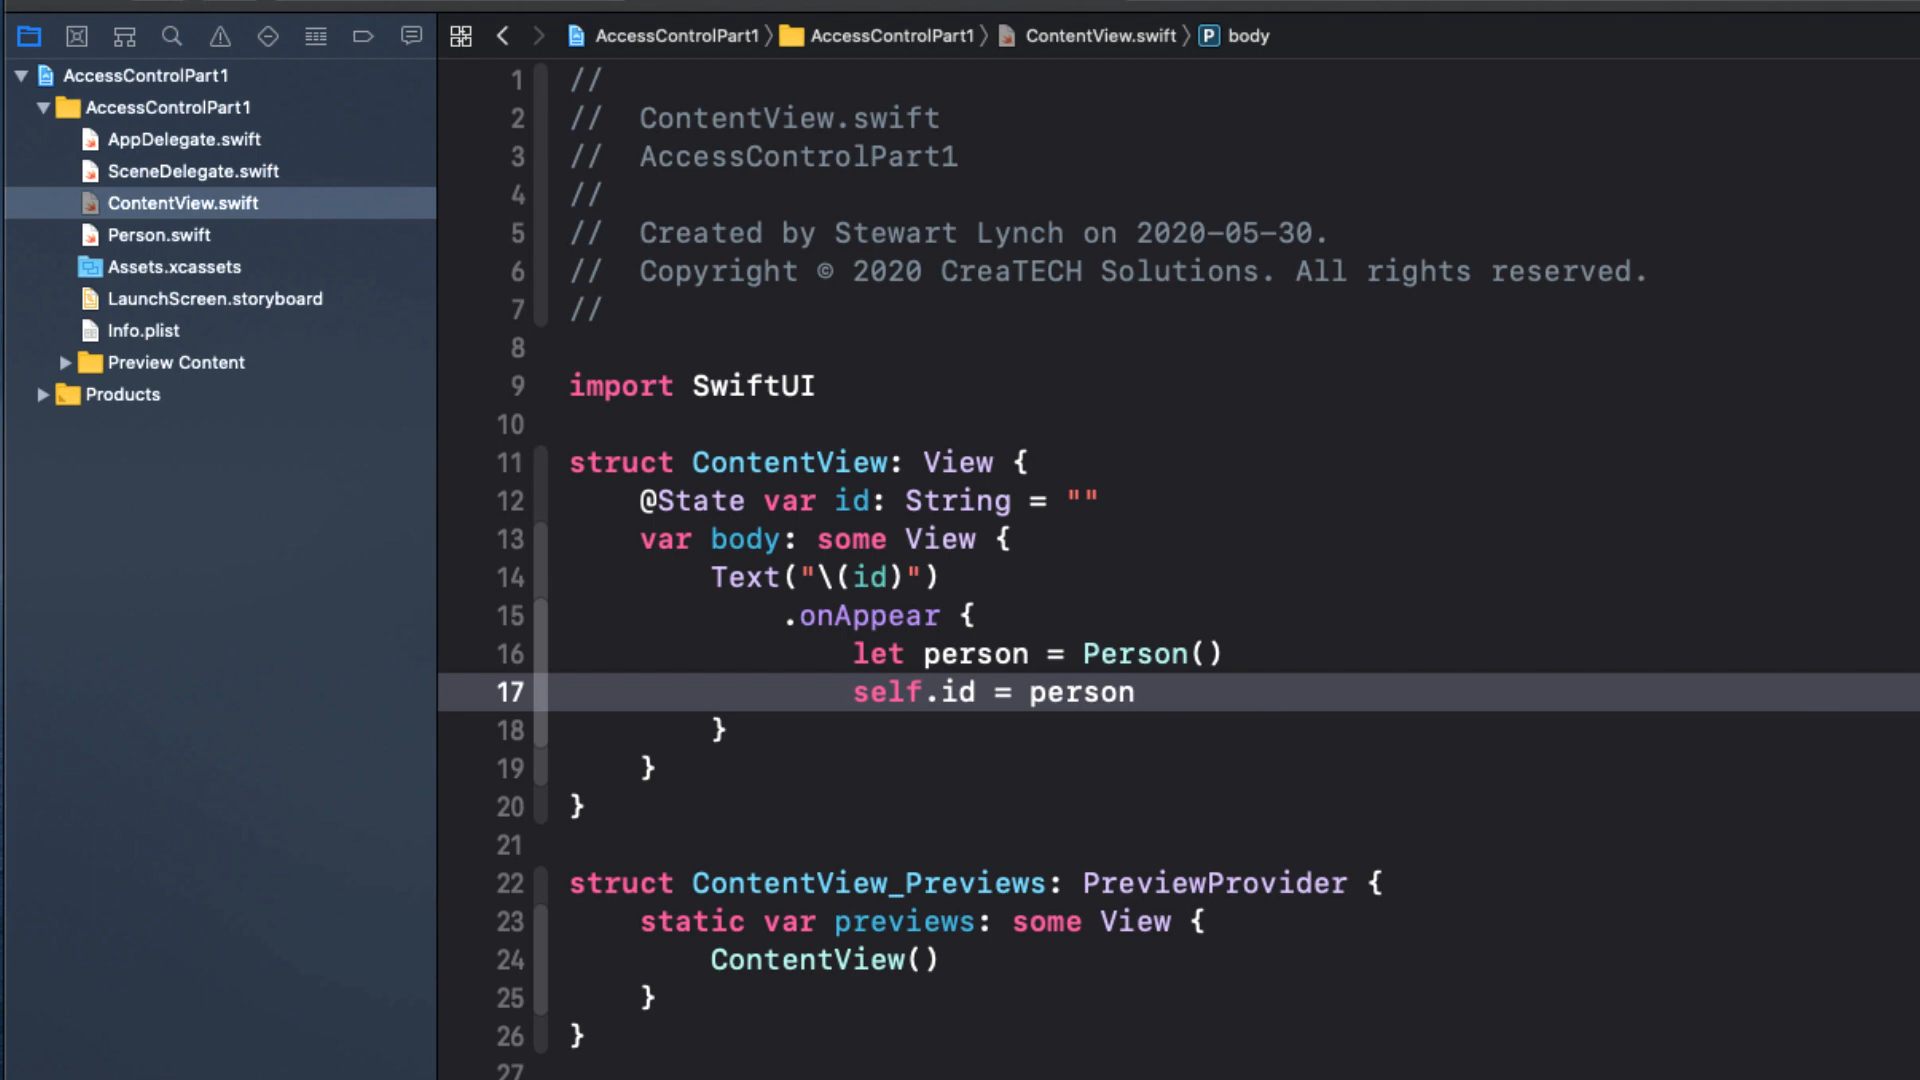 AccessControlPart1
AccessControlPart1
AppDelegate.swift
SceneDelegate.swift
ContentView.swift
Person.swift
Assets.xcassets
LaunchScreen.storyboard
Info.plist
Preview Content
Products
AccessControlPart1 〉 AccessControlPart1 〉 ContentView.swift 〉 P body
1 //
2 //  ContentView.swift
3 //  AccessControlPart1
4 //
5 //  Created by Stewart Lynch on 2020-05-30.
6 //  Copyright © 2020 CreaTECH Solutions. All rights reserved.
7 //
8
9 import SwiftUI
10
11 struct ContentView: View {
12     @State var id: String = ""
13     var body: some View {
14         Text("\(id)")
15             .onAppear {
16                 let person = Person()
17                 self.id = person
18         }
19     }
20 }
21
22 struct ContentView_Previews: PreviewProvider {
23     static var previews: some View {
24         ContentView()
25     }
26 }
27